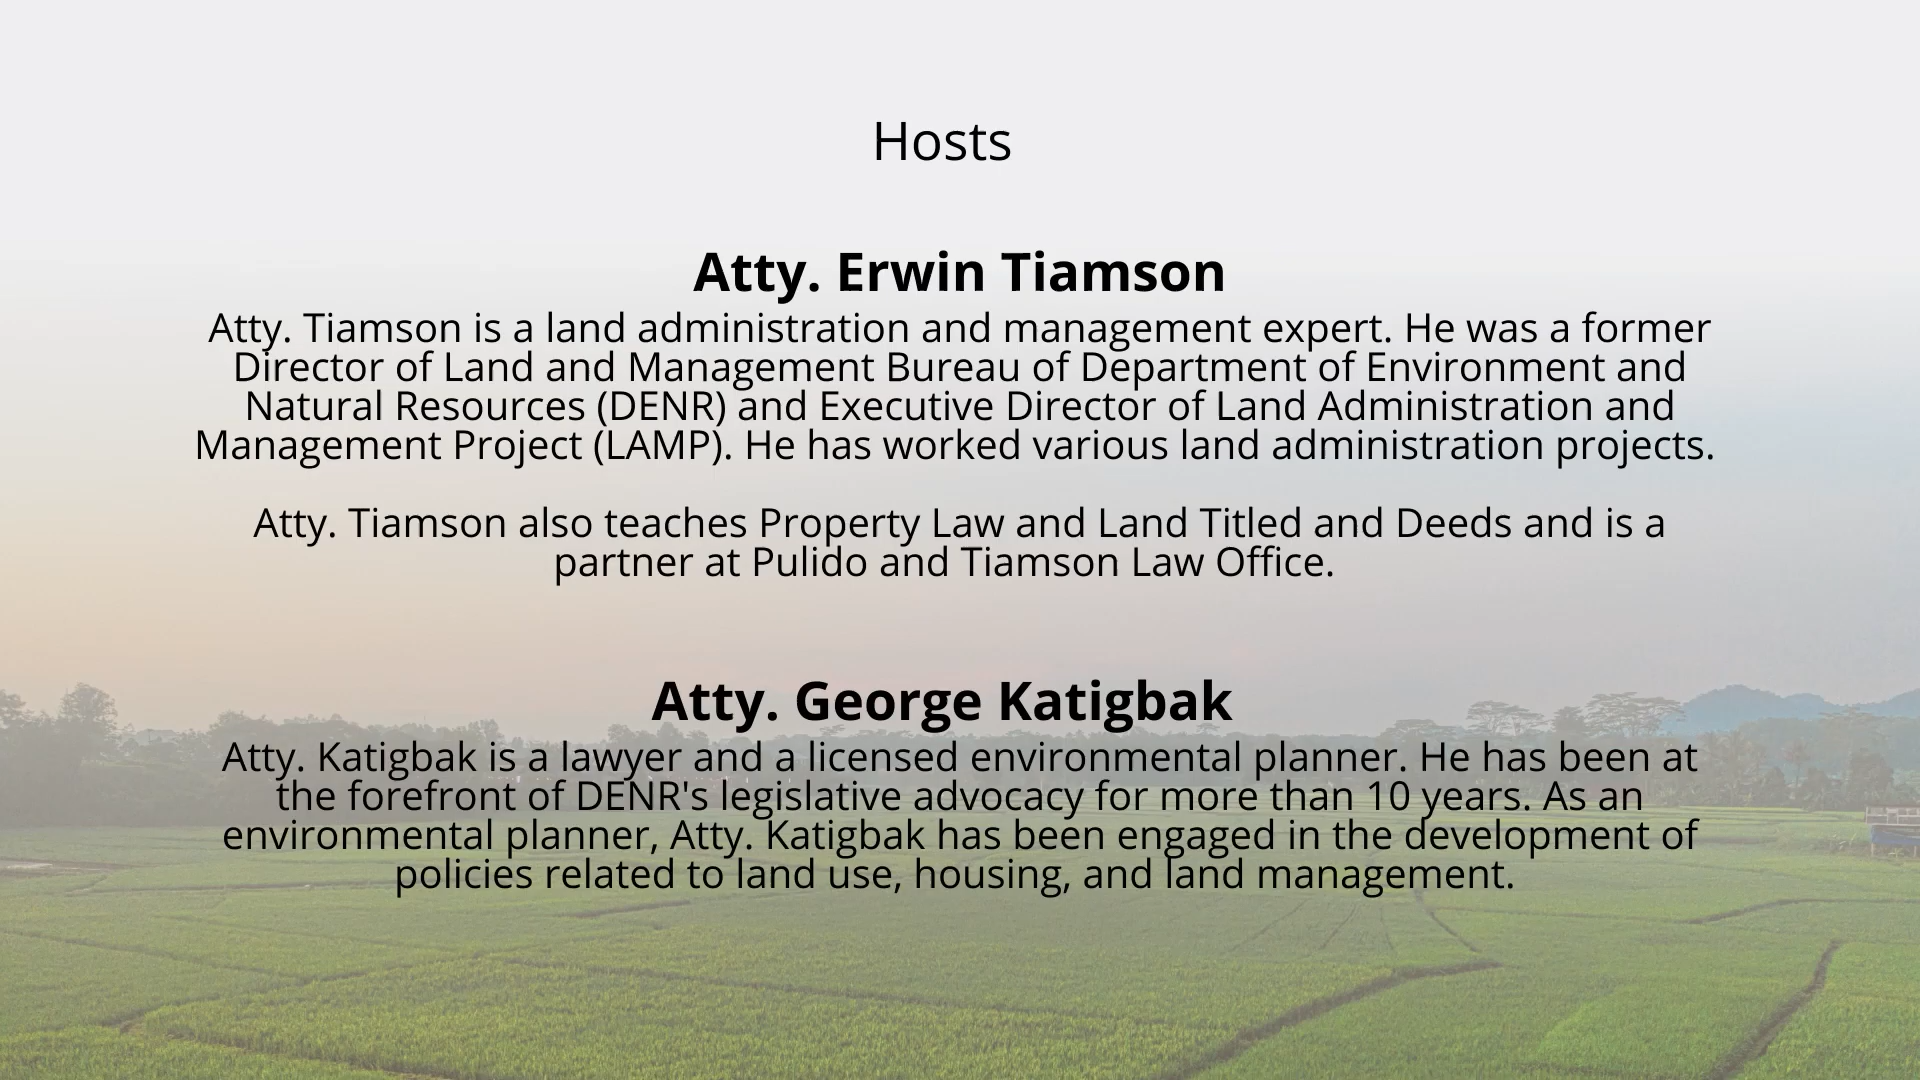 Hosts
Atty. Erwin Tiamson
Atty. Tiamson is a land administration and management expert. He was a former
Director of Land and Management Bureau of Department of Environment and
Natural Resources (DENR) and Executive Director of Land Administration and
Management Project (LAMP). He has worked various land administration projects.
Atty. Tiamson also teaches Property Law and Land Titled and Deeds and is a
partner at Pulido and Tiamson Law Office.
Atty. George Katigbak
Atty. Katigbak is a lawyer and a licensed environmental planner. He has been at
the forefront of DENR's legislative advocacy for more than 10 years. As an
environmental planner, Atty. Katigbak has been engaged in the development of
policies related to land use, housing, and land management.